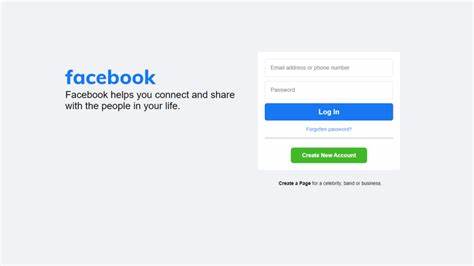 facebook
Facebook helps you connect and share
with the people in your life.
Email address or phone number
Password
Log In
Forgotten password?
Create New Account
Create a Page for a celebrity, band or business.